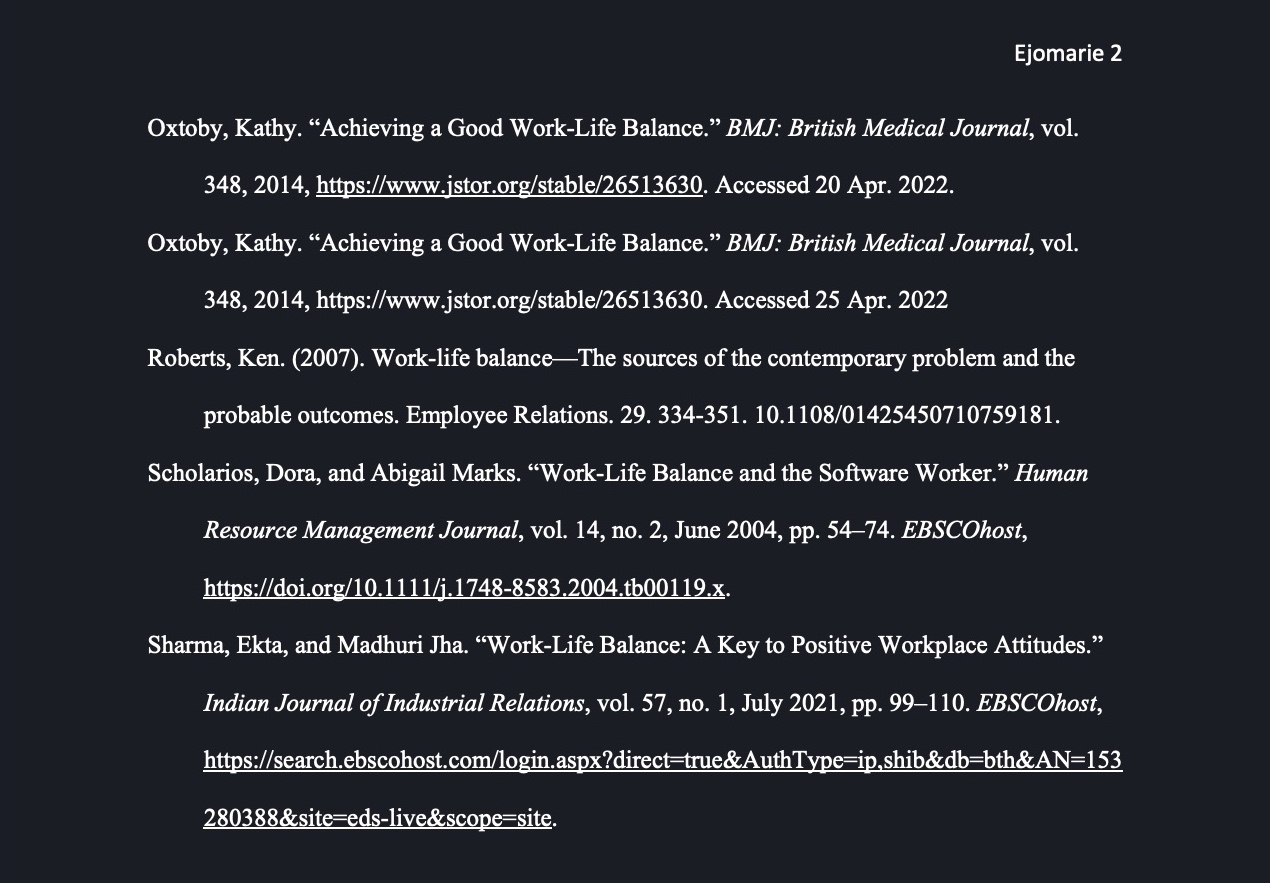 Ejomarie 2
Oxtoby, Kathy. “Achieving a Good Work-Life Balance.” BMJ: British Medical Journal, vol.
348, 2014, https://www.jstor.org/stable/26513630. Accessed 20 Apr. 2022.
Oxtoby, Kathy. “Achieving a Good Work-Life Balance.” BMJ: British Medical Journal, vol.
348, 2014, https://www.jstor.org/stable/26513630. Accessed 25 Apr. 2022
Roberts, Ken. (2007). Work-life balance—The sources of the contemporary problem and the
probable outcomes. Employee Relations. 29. 334-351. 10.1108/01425450710759181.
Scholarios, Dora, and Abigail Marks. “Work-Life Balance and the Software Worker.” Human
Resource Management Journal, vol. 14, no. 2, June 2004, pp. 54–74. EBSCOhost,
https://doi.org/10.1111/j.1748-8583.2004.tb00119.x.
Sharma, Ekta, and Madhuri Jha. “Work-Life Balance: A Key to Positive Workplace Attitudes.”
Indian Journal of Industrial Relations, vol. 57, no. 1, July 2021, pp. 99–110. EBSCOhost,
https://search.ebscohost.com/login.aspx?direct=true&AuthType=ip,shib&db=bth&AN=153
280388&site=eds-live&scope=site.